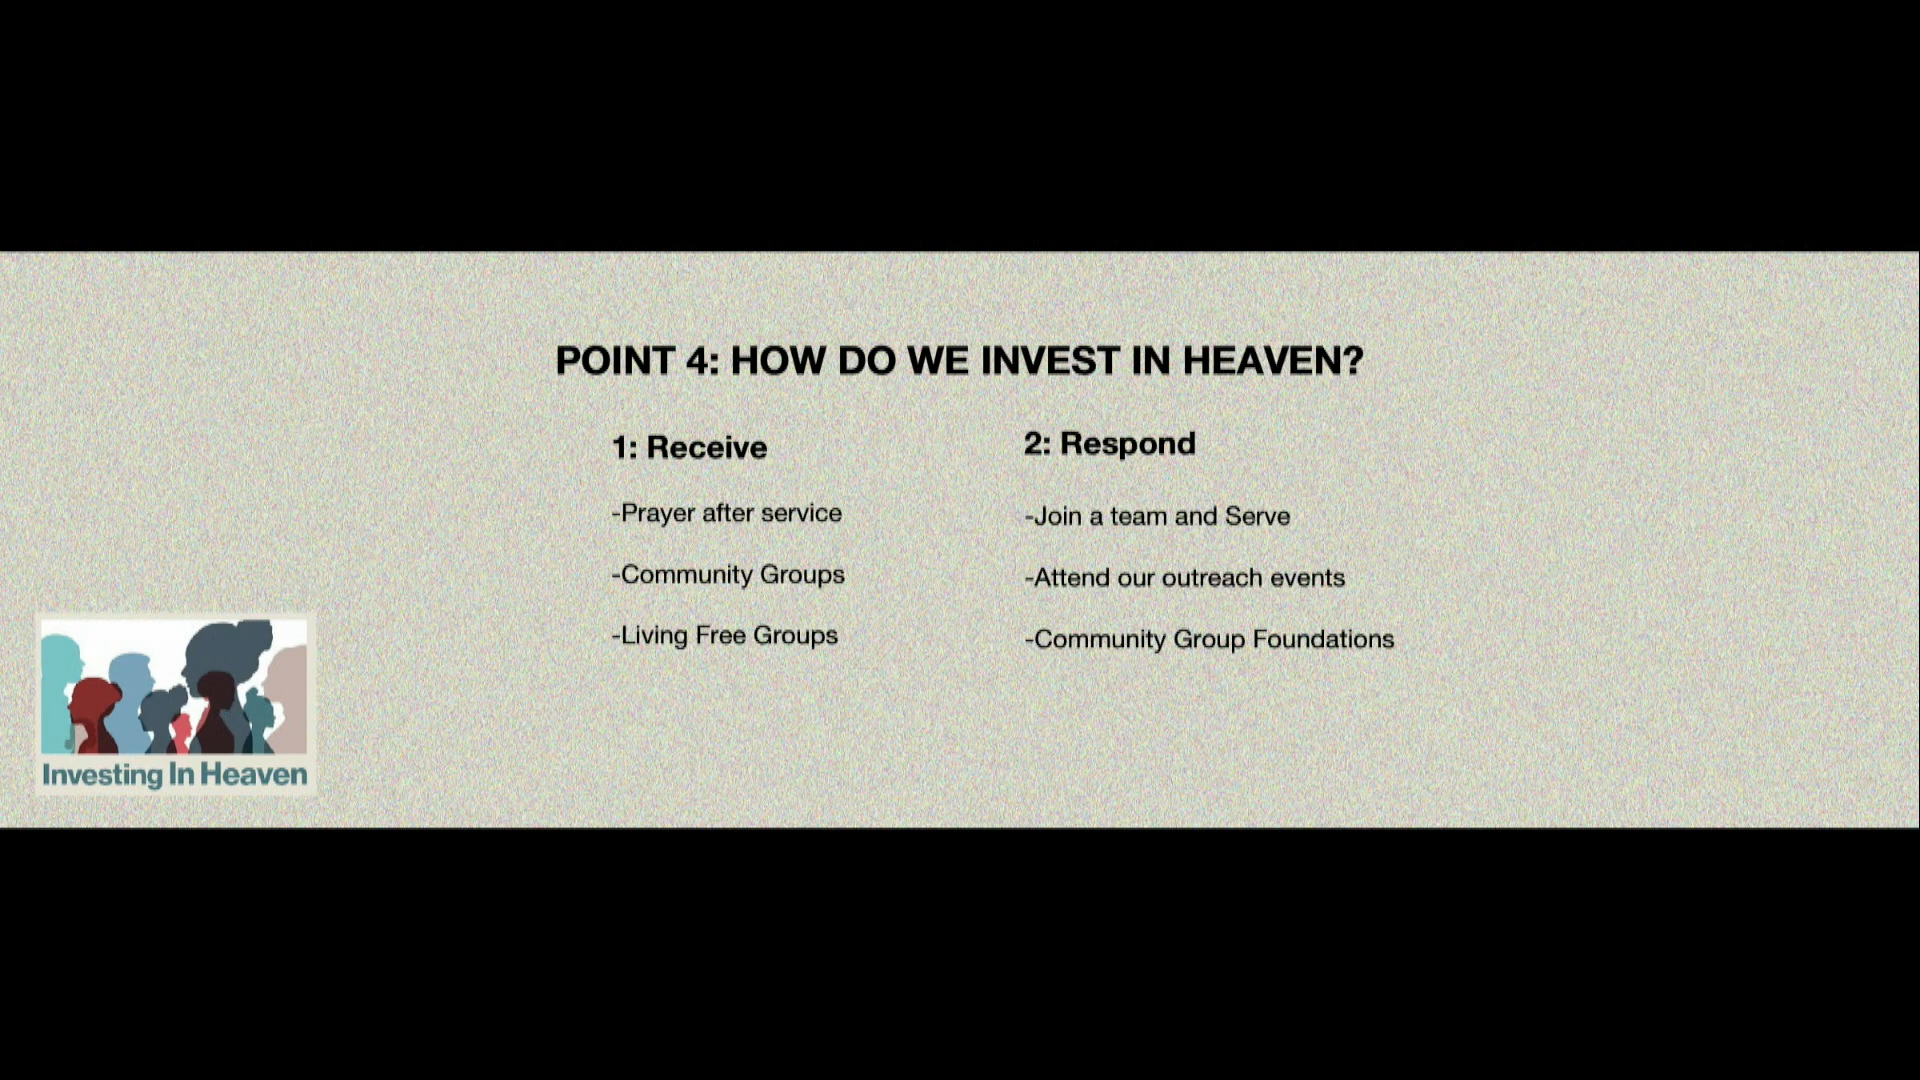 POINT 4: HOW DO WE INVEST IN HEAVEN?
1: Receive
-Prayer after service
-Community Groups
-Living Free Groups
2: Respond
-Join a team and Serve
-Attend our outreach events
-Community Group Foundations
Investing In Heaven